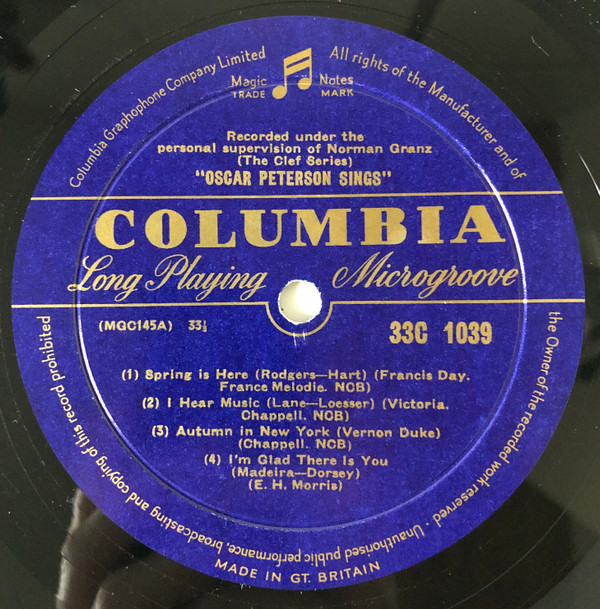 Columbia Graphophone Company Limited
All rights of the Manufacturer and of
the Owner of the recorded work reserved · Unauthorised public performance, broadcasting and copying of this record prohibited
Magic Notes
TRADE MARK
Recorded under the
personal supervision of Norman Granz
(The Clef Series)
"OSCAR PETERSON SINGS"
COLUMBIA
Long Playing Microgroove
(MGC145A) 33⅓
33C 1039
(1) Spring is Here (Rodgers—Hart) (Francis Day.
France Melodie. NCB)
(2) I Hear Music (Lane—Loesser) (Victoria.
Chappell. NCB)
(3) Autumn in New York (Vernon Duke)
(Chappell. NCB)
(4) I'm Glad There is You
(Madeira—Dorsey)
(E. H. Morris)
MADE IN GT. BRITAIN